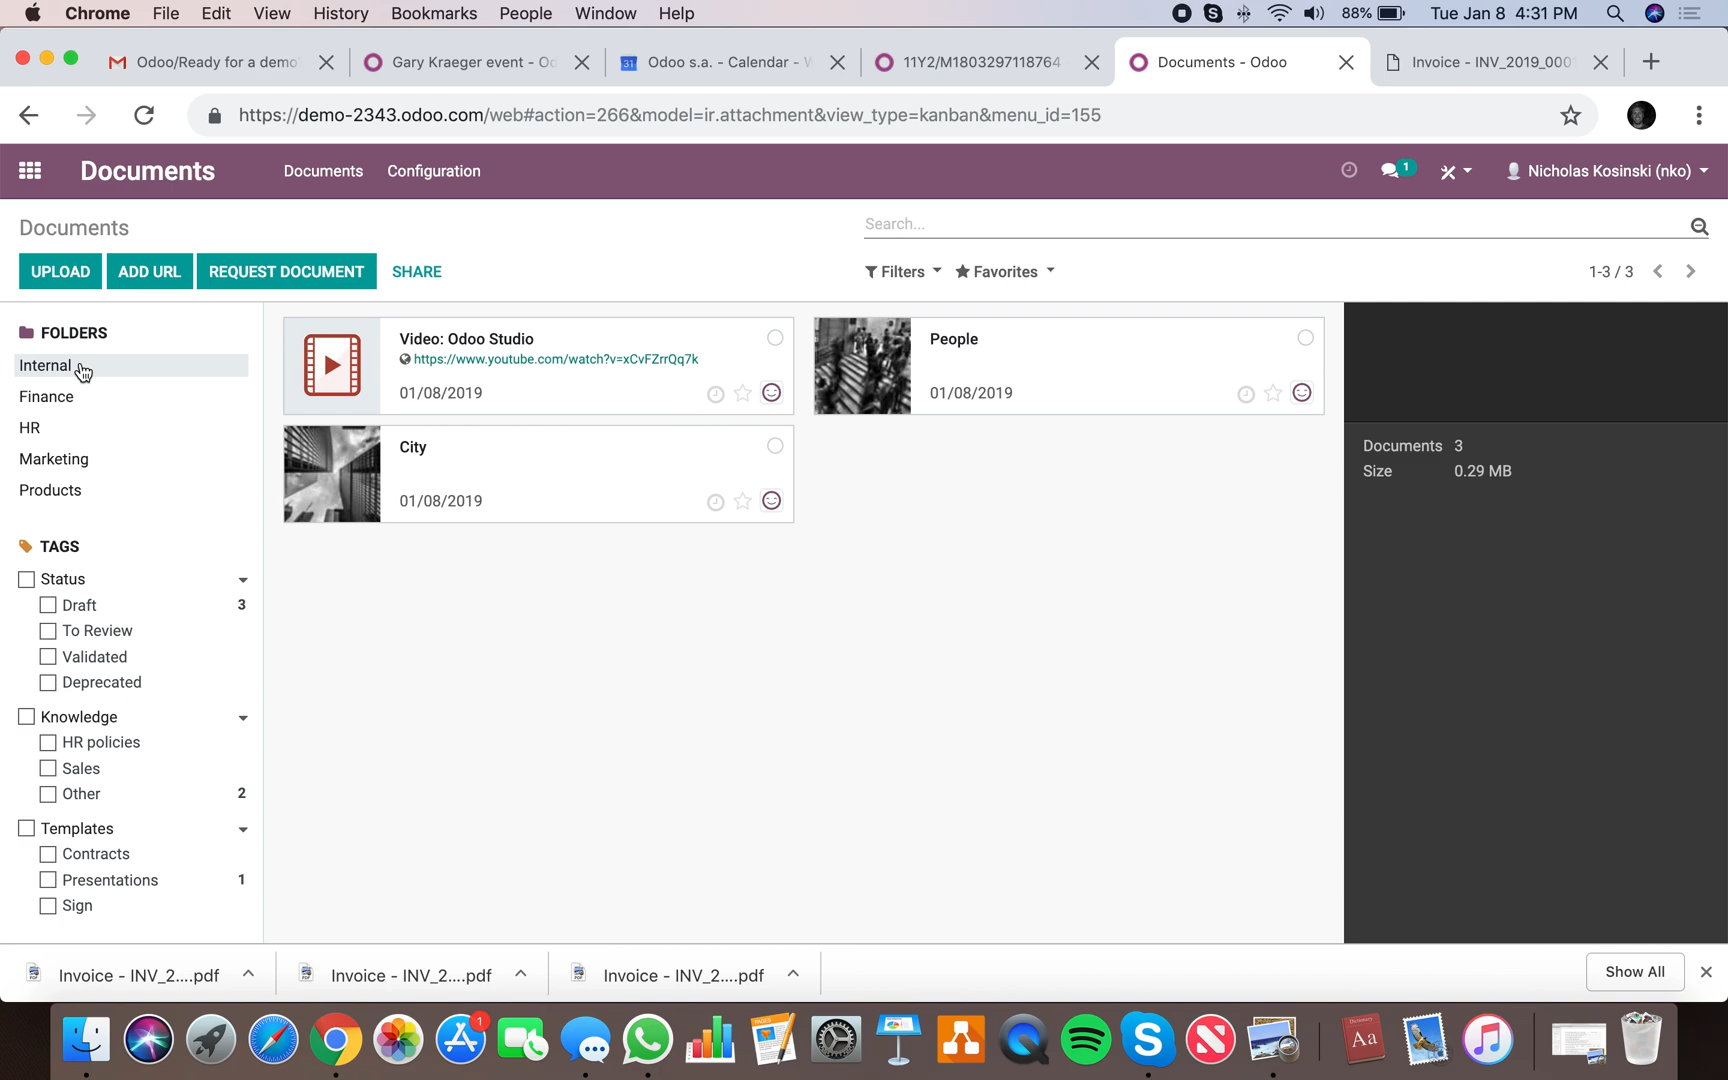 Chrome File Edit View History Bookmarks People Window Help 88% Tue Jan 8 4:31 PM
Odoo/Ready for a demo Gary Kraeger event - Od 31 Odoo s.a. - Calendar - W 11Y2/M1803297118764 Documents - Odoo Invoice - INV_2019_000
https://demo-2343.odoo.com/web#action=266&model=ir.attachment&view_type=kanban&menu_id=155
Documents Documents Configuration 1 Nicholas Kosinski (nko)
Documents Search...
UPLOAD ADD URL REQUEST DOCUMENT SHARE Filters Favorites 1-3 / 3
FOLDERS
Internal
Finance
HR
Marketing
Products
TAGS
Status
Draft 3
To Review
Validated
Deprecated
Knowledge
HR policies
Sales
Other 2
Templates
Contracts
Presentations 1
Sign
Video: Odoo Studio
https://www.youtube.com/watch?v=xCvFZrrQq7k
01/08/2019
People
01/08/2019
City
01/08/2019
Documents 3
Size 0.29 MB
Invoice - INV_2....pdf Invoice - INV_2....pdf Invoice - INV_2....pdf Show All
1
Aa